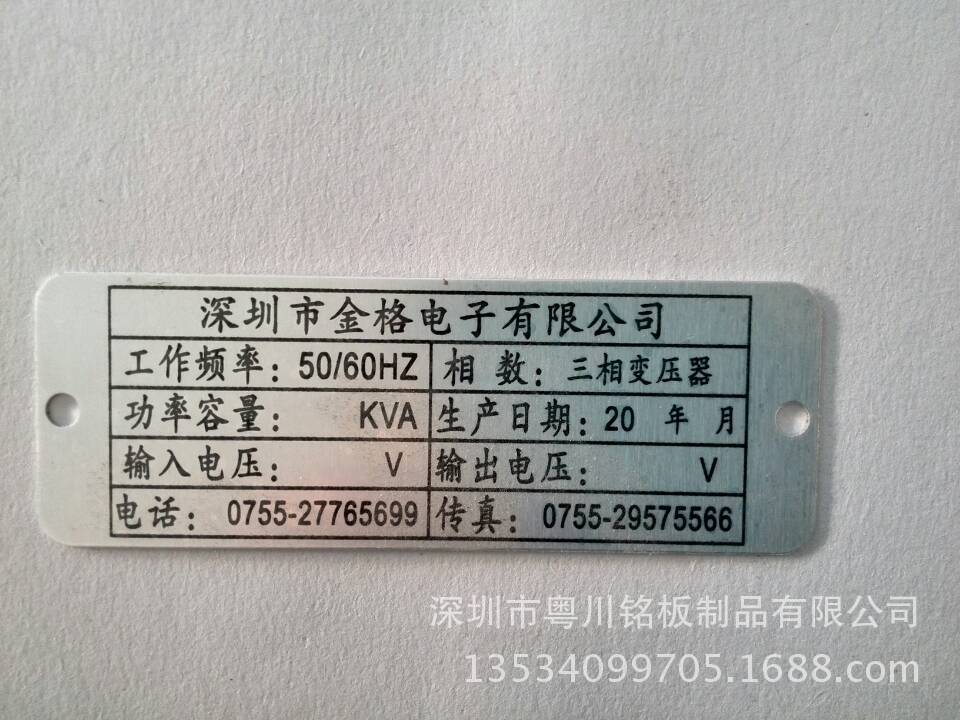 深圳市金格电子有限公司
工作频率：50/60HZ 相 数：三相变压器
功率容量： KVA 生产日期：20 年 月
输入电压： V 输出电压： V
电话：0755-27765699 传真：0755-29575566
深圳市粤川铭板制品有限公司
13534099705.1688.com